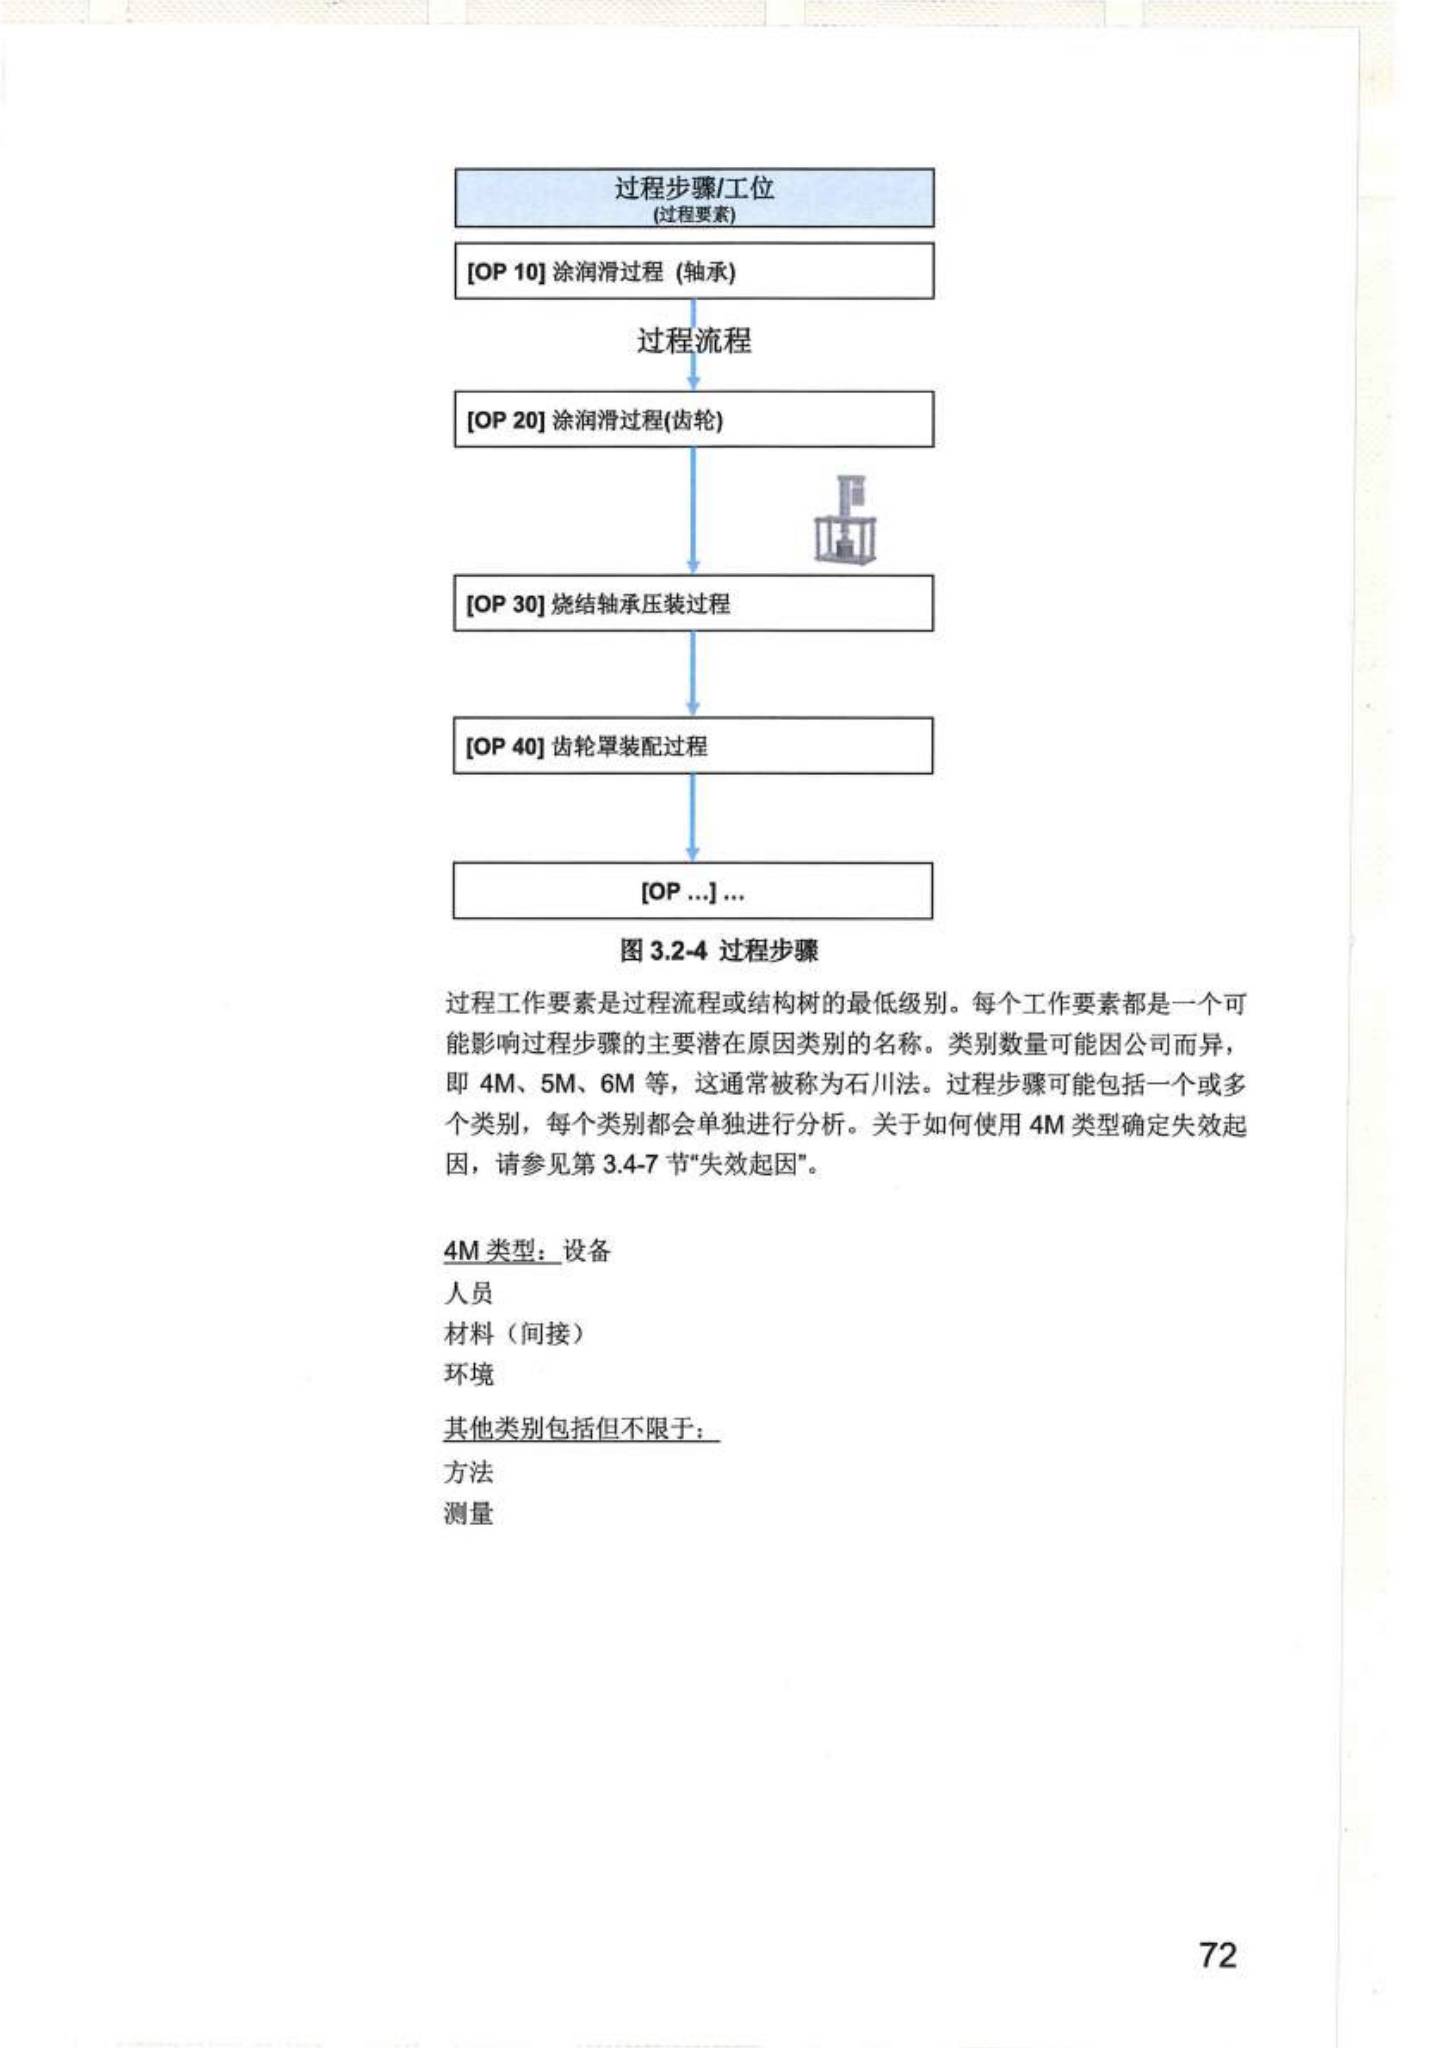 过程步骤/工位
(过程要素)
[OP 10] 涂润滑过程 (轴承)
过程流程
[OP 20] 涂润滑过程(齿轮)
[OP 30] 烧结轴承压装过程
[OP 40] 齿轮罩装配过程
[OP ...] ...
图 3.2-4 过程步骤
过程工作要素是过程流程或结构树的最低级别。每个工作要素都是一个可
能影响过程步骤的主要潜在原因类别的名称。类别数量可能因公司而异，
即 4M、5M、6M 等，这通常被称为石川法。过程步骤可能包括一个或多
个类别，每个类别都会单独进行分析。关于如何使用 4M 类型确定失效起
因，请参见第 3.4-7 节“失效起因”。
4M 类型：设备
人员
材料（间接）
环境
其他类别包括但不限于：
方法
测量
72